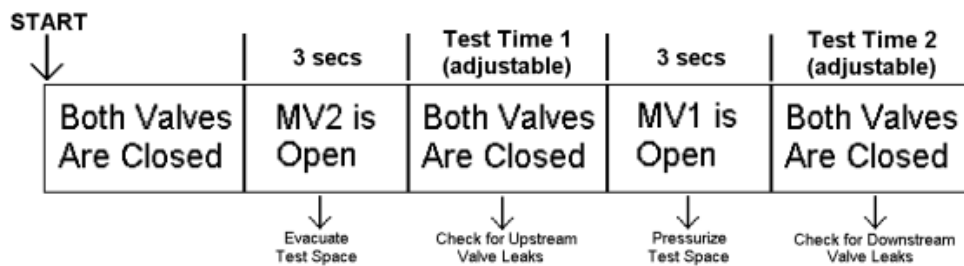 START
3 secs
Test Time 1
(adjustable)
3 secs
Test Time 2
(adjustable)
Both Valves
Are Closed
MV2 is
Open
Both Valves
Are Closed
MV1 is
Open
Both Valves
Are Closed
Evacuate
Test Space
Check for Upstream
Valve Leaks
Pressurize
Test Space
Check for Downstream
Valve Leaks